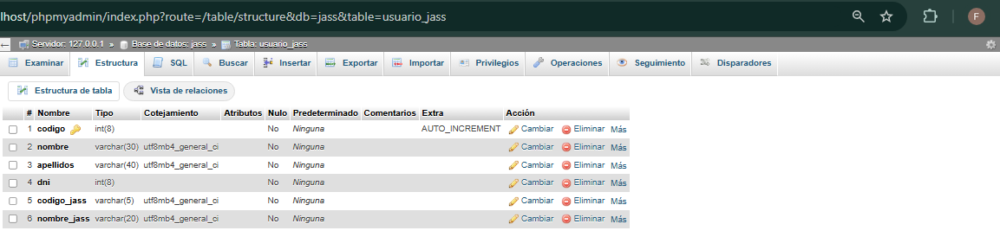 lhost/phpmyadmin/index.php?route=/table/structure&db=jass&table=usuario_jass
F
Servidor: 127.0.0.1 » Base de datos: jass » Tabla: usuario_jass
Examinar Estructura SQL Buscar Insertar Exportar Importar Privilegios Operaciones Seguimiento Disparadores
Estructura de tabla Vista de relaciones
# Nombre Tipo Cotejamiento Atributos Nulo Predeterminado Comentarios Extra Acción
1 codigo int(8) No Ninguna AUTO_INCREMENT Cambiar Eliminar Más
2 nombre varchar(30) utf8mb4_general_ci No Ninguna Cambiar Eliminar Más
3 apellidos varchar(40) utf8mb4_general_ci No Ninguna Cambiar Eliminar Más
4 dni int(8) No Ninguna Cambiar Eliminar Más
5 codigo_jass varchar(5) utf8mb4_general_ci No Ninguna Cambiar Eliminar Más
6 nombre_jass varchar(20) utf8mb4_general_ci No Ninguna Cambiar Eliminar Más